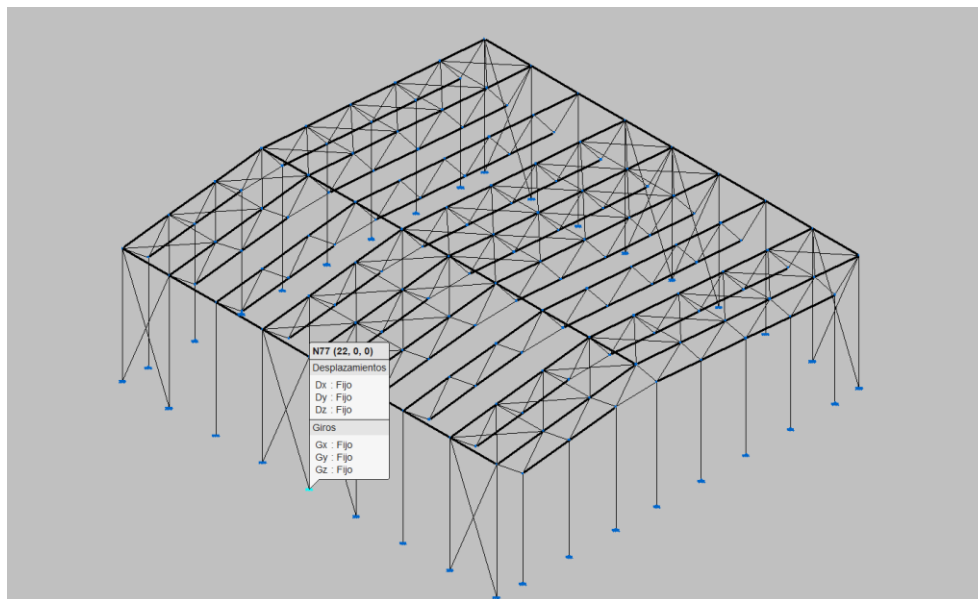 N77 (22, 0, 0)
Desplazamientos
Dx : Fijo
Dy : Fijo
Dz : Fijo
Giros
Gx : Fijo
Gy : Fijo
Gz : Fijo